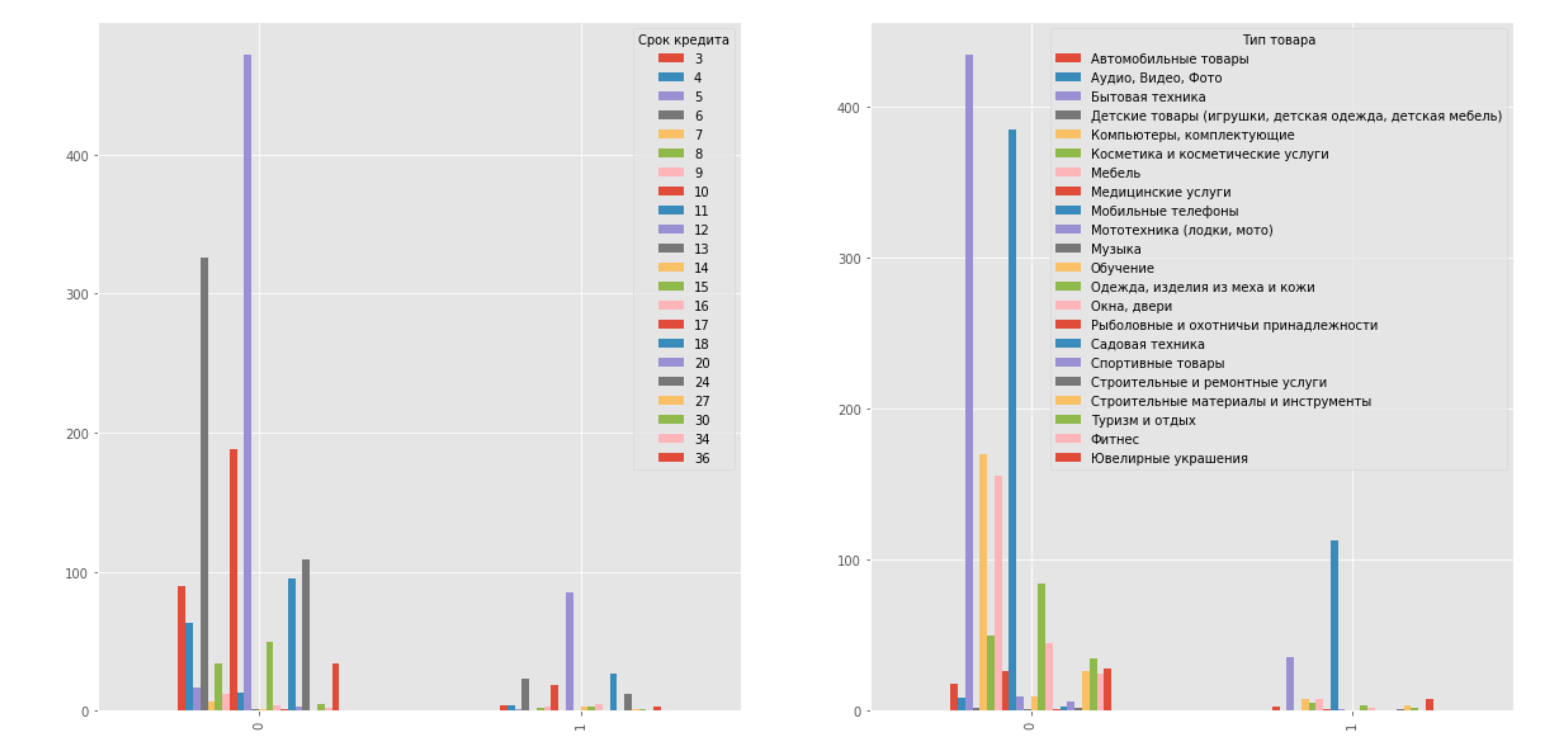 Срок кредита
3
4
5
6
7
8
9
10
11
12
13
14
15
16
17
18
20
24
27
30
34
36
400
300
200
100
0
0
1
Тип товара
Автомобильные товары
Аудио, Видео, Фото
Бытовая техника
Детские товары (игрушки, детская одежда, детская мебель)
Компьютеры, комплектующие
Косметика и косметические услуги
Мебель
Медицинские услуги
Мобильные телефоны
Мототехника (лодки, мото)
Музыка
Обучение
Одежда, изделия из меха и кожи
Окна, двери
Рыболовные и охотничьи принадлежности
Садовая техника
Спортивные товары
Строительные и ремонтные услуги
Строительные материалы и инструменты
Туризм и отдых
Фитнес
Ювелирные украшения
400
300
200
100
0
0
1